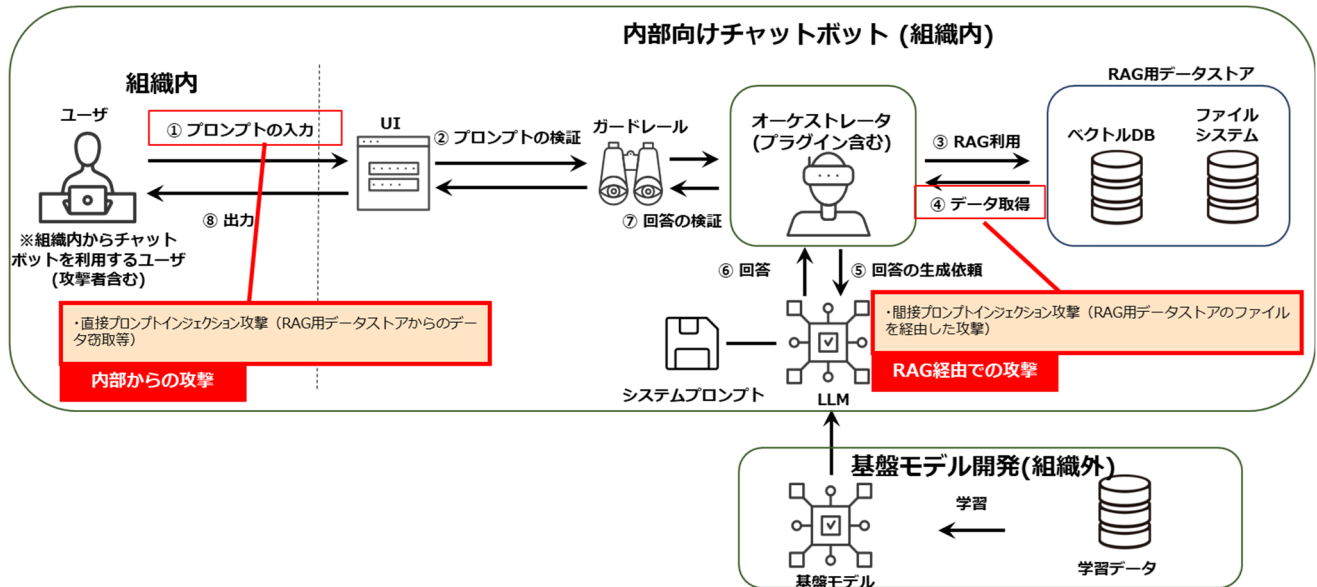 内部向けチャットボット (組織内)
組織内
ユーザ
① プロンプトの入力
UI
② プロンプトの検証
ガードレール
オーケストレータ
(プラグイン含む)
③ RAG利用
RAG用データストア
ベクトルDB
ファイル
システム
④ データ取得
⑧ 出力
⑦ 回答の検証
※組織内からチャット
ボットを利用するユーザ
(攻撃者含む)
⑥ 回答
⑤ 回答の生成依頼
・直接プロンプトインジェクション攻撃（RAG用データストアからのデー
タ窃取等）
内部からの攻撃
・間接プロンプトインジェクション攻撃（RAG用データストアのファイル
を経由した攻撃）
RAG経由での攻撃
システムプロンプト
LLM
基盤モデル開発(組織外)
学習
基盤モデル
学習データ